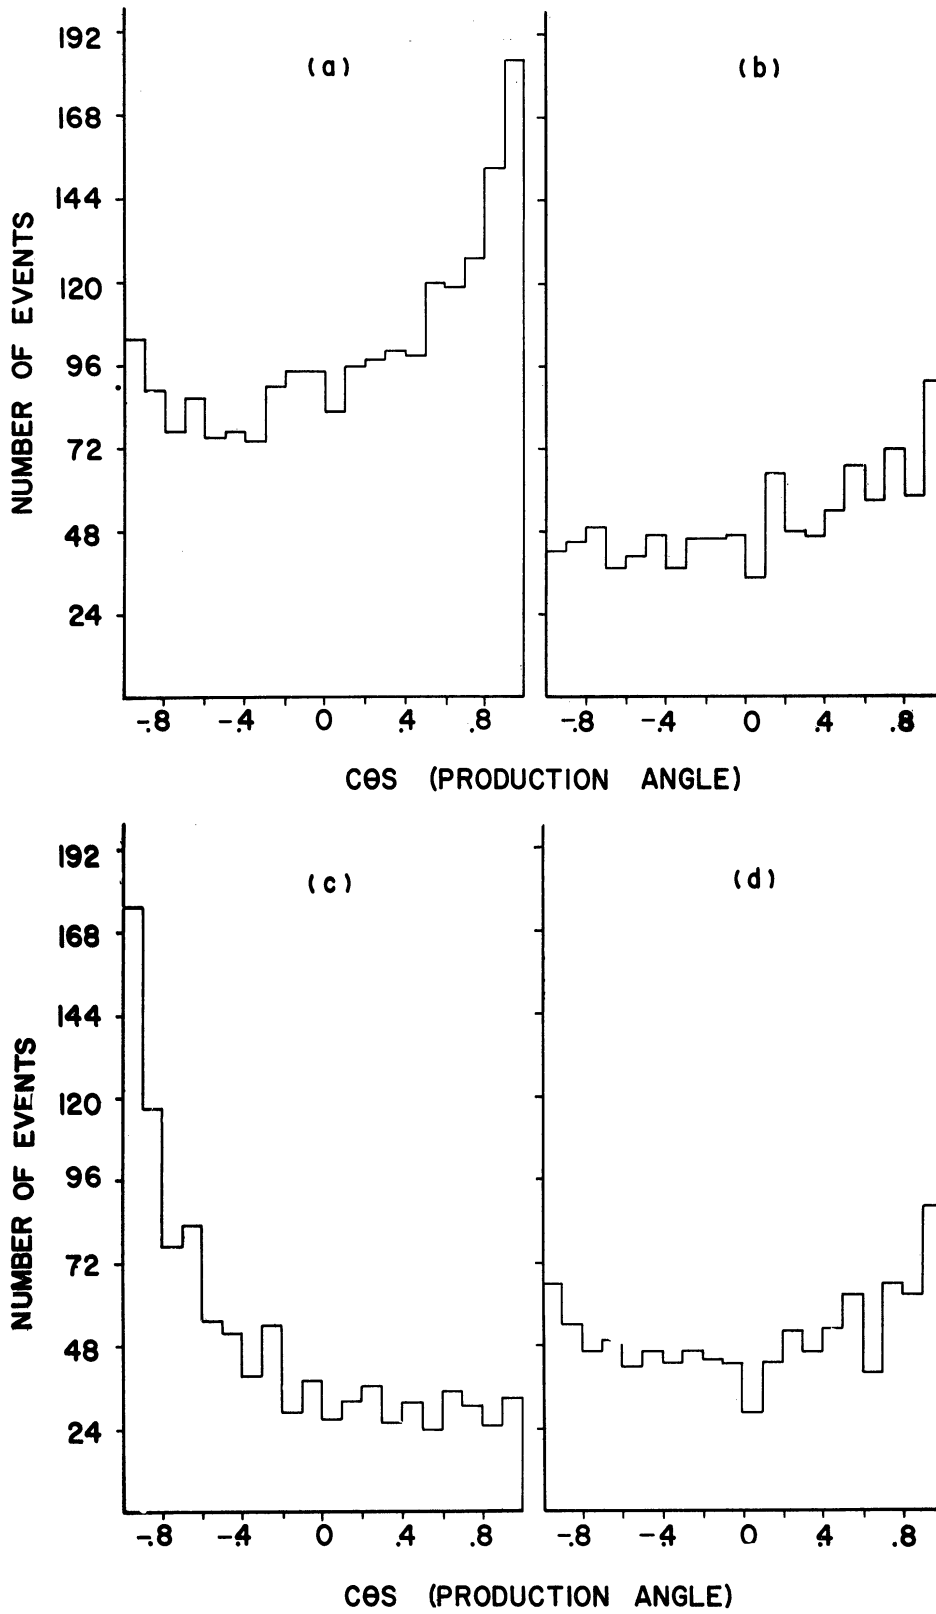 (a)
192
168
144
120
96
72
48
24
NUMBER OF EVENTS
-.8 -.4 0 .4 .8
(b)
-.8 -.4 0 .4 .8
CΘS (PRODUCTION ANGLE)
(c)
192
168
144
120
96
72
48
24
NUMBER OF EVENTS
-.8 -.4 0 .4 .8
(d)
-.8 -.4 0 .4 .8
CΘS (PRODUCTION ANGLE)